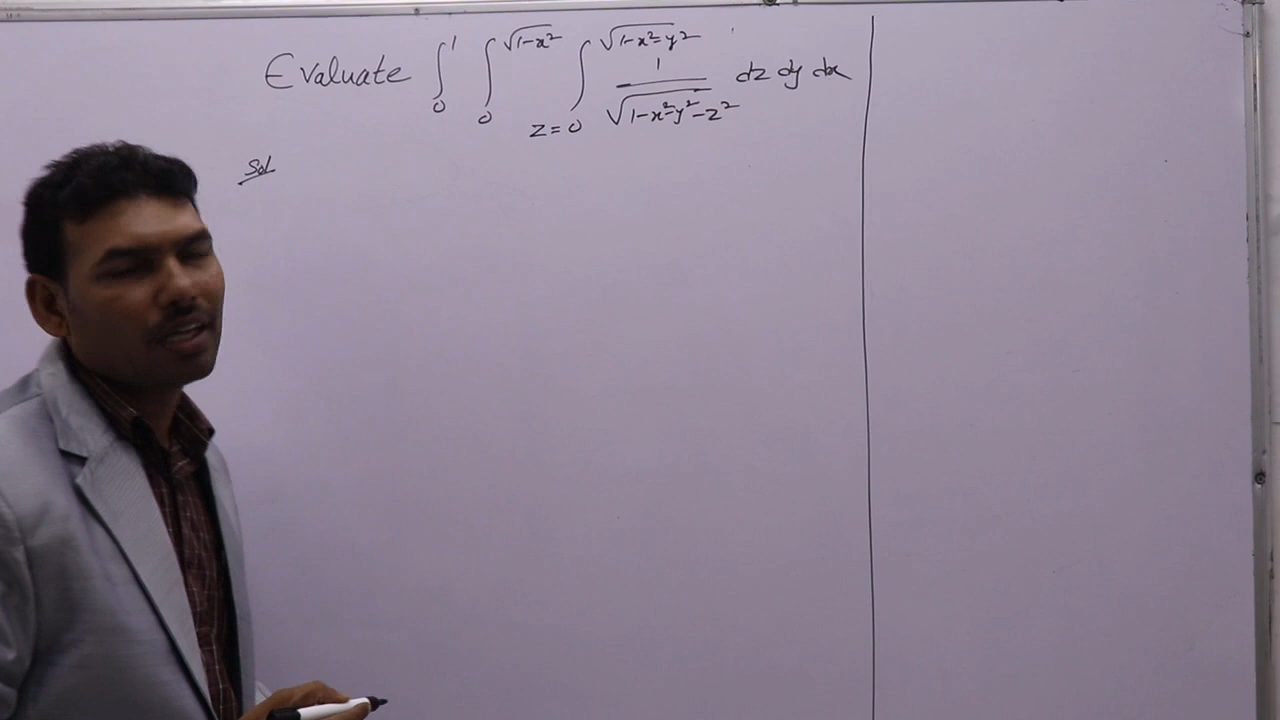 Evaluate ∫₀¹ ∫₀^√(1-x²) ∫_{z=0}^√(1-x²-y²) 1/√(1-x²-y²-z²) dz dy dx
Sol